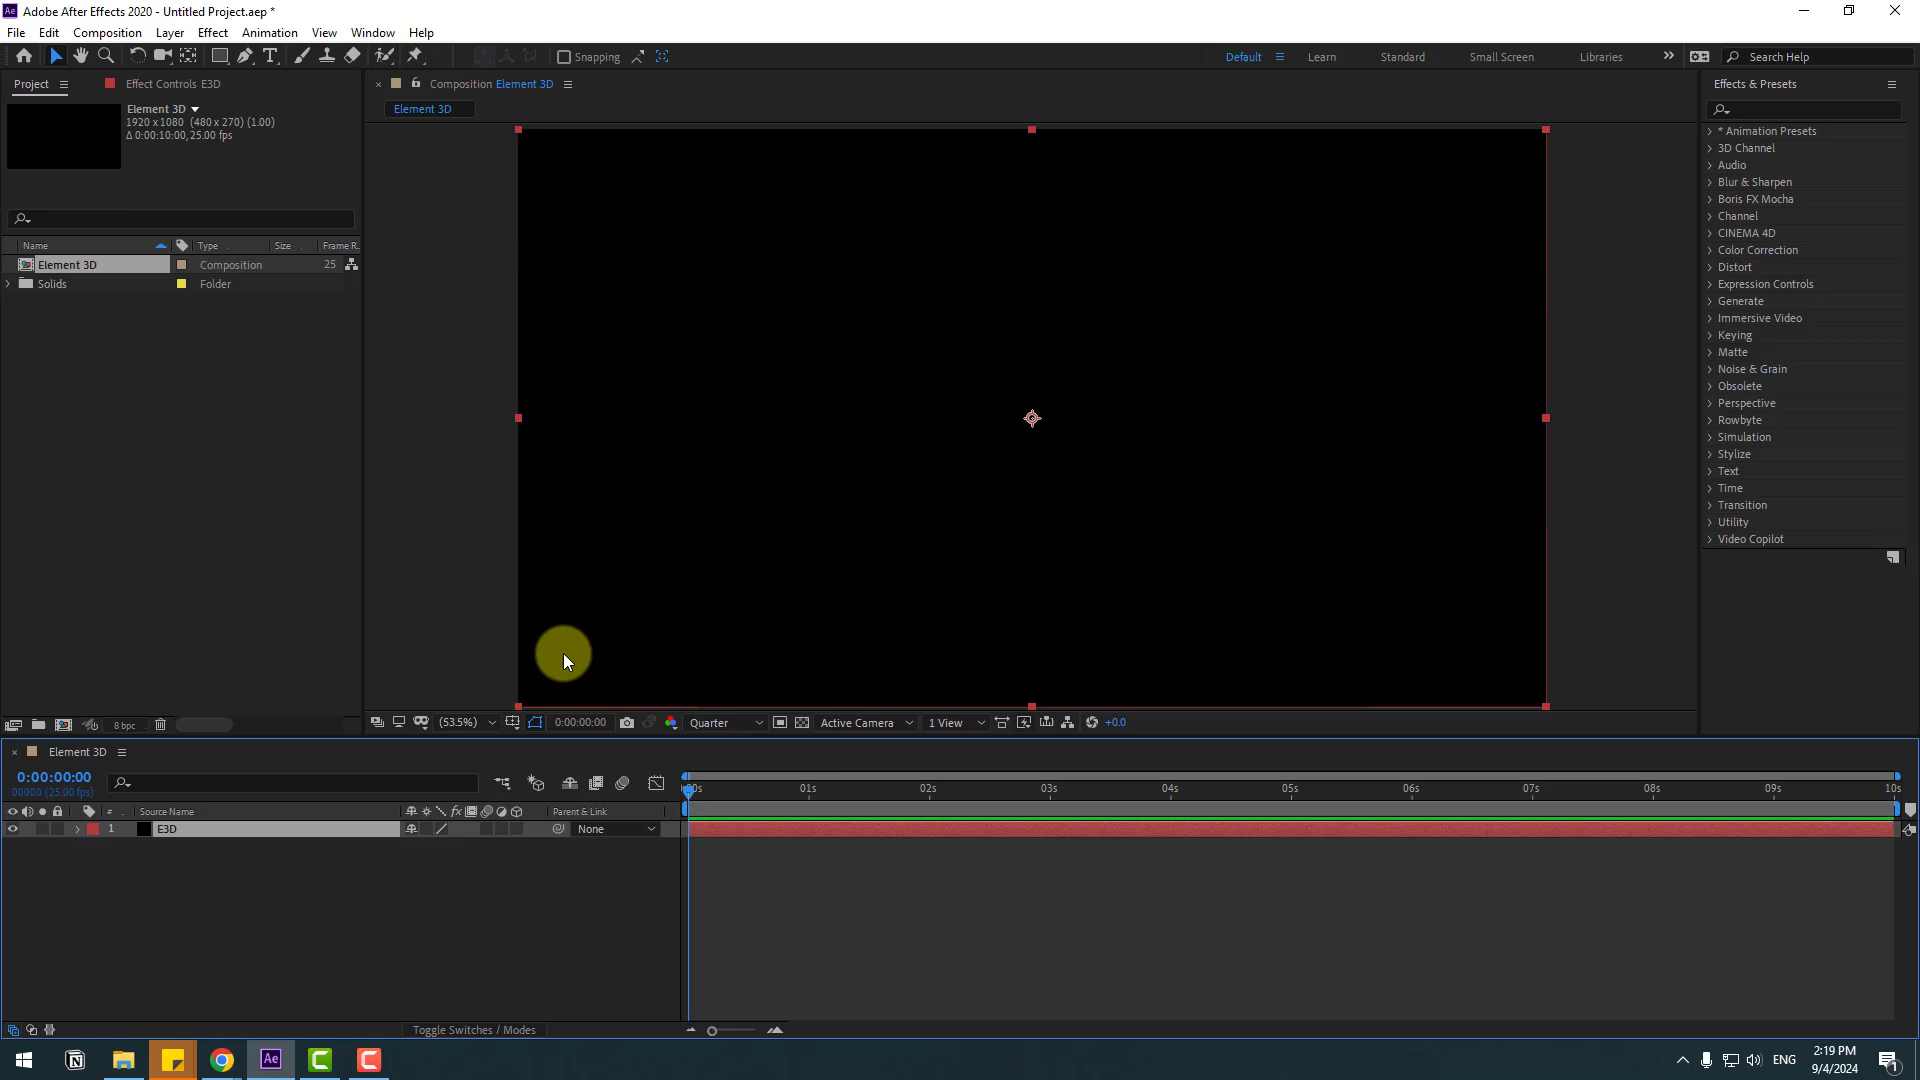 Adobe After Effects 2020 - Untitled Project.aep *
File Edit Composition Layer Effect Animation View Window Help
Snapping Default Learn Standard Small Screen Libraries Search Help
Project Effect Controls E3D
Element 3D
1920 x 1080 (480 x 270) (1.00)
Δ 0:00:10:00, 25.00 fps
Name Type Size Frame R...
Element 3D Composition 25
Solids Folder
8 bpc
Composition Element 3D
Element 3D
(53.5%) 0:00:00:00 Quarter Active Camera 1 View +0.0
Effects & Presets
* Animation Presets
3D Channel
Audio
Blur & Sharpen
Boris FX Mocha
Channel
CINEMA 4D
Color Correction
Distort
Expression Controls
Generate
Immersive Video
Keying
Matte
Noise & Grain
Obsolete
Perspective
Rowbyte
Simulation
Stylize
Text
Time
Transition
Utility
Video Copilot
Element 3D
0:00:00:00
00000 (25.00 fps)
01s 02s 03s 04s 05s 06s 07s 08s 09s 10s
# Source Name Parent & Link
1 E3D None
Toggle Switches / Modes
2:19 PM
ENG
9/4/2024
1